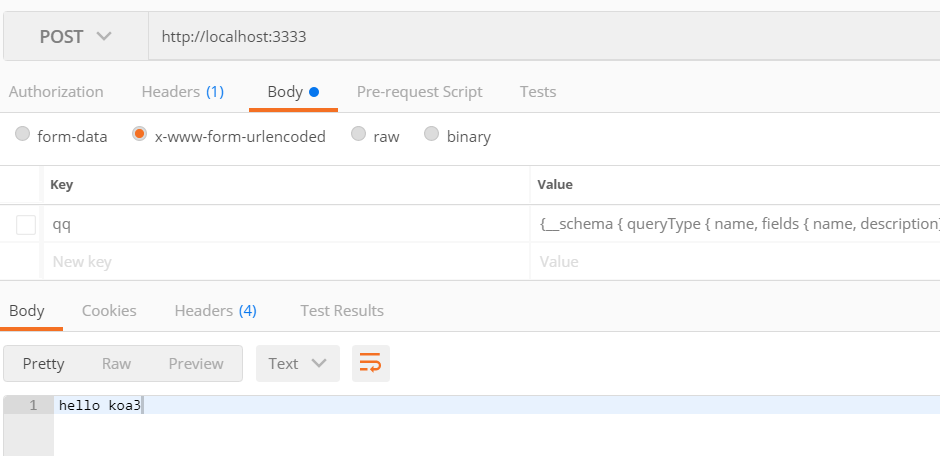 POST http://localhost:3333
Authorization Headers (1) Body Pre-request Script Tests
form-data x-www-form-urlencoded raw binary
Key Value
qq {__schema { queryType { name, fields { name, description}
New key Value
Body Cookies Headers (4) Test Results
Pretty Raw Preview Text
1 hello koa3